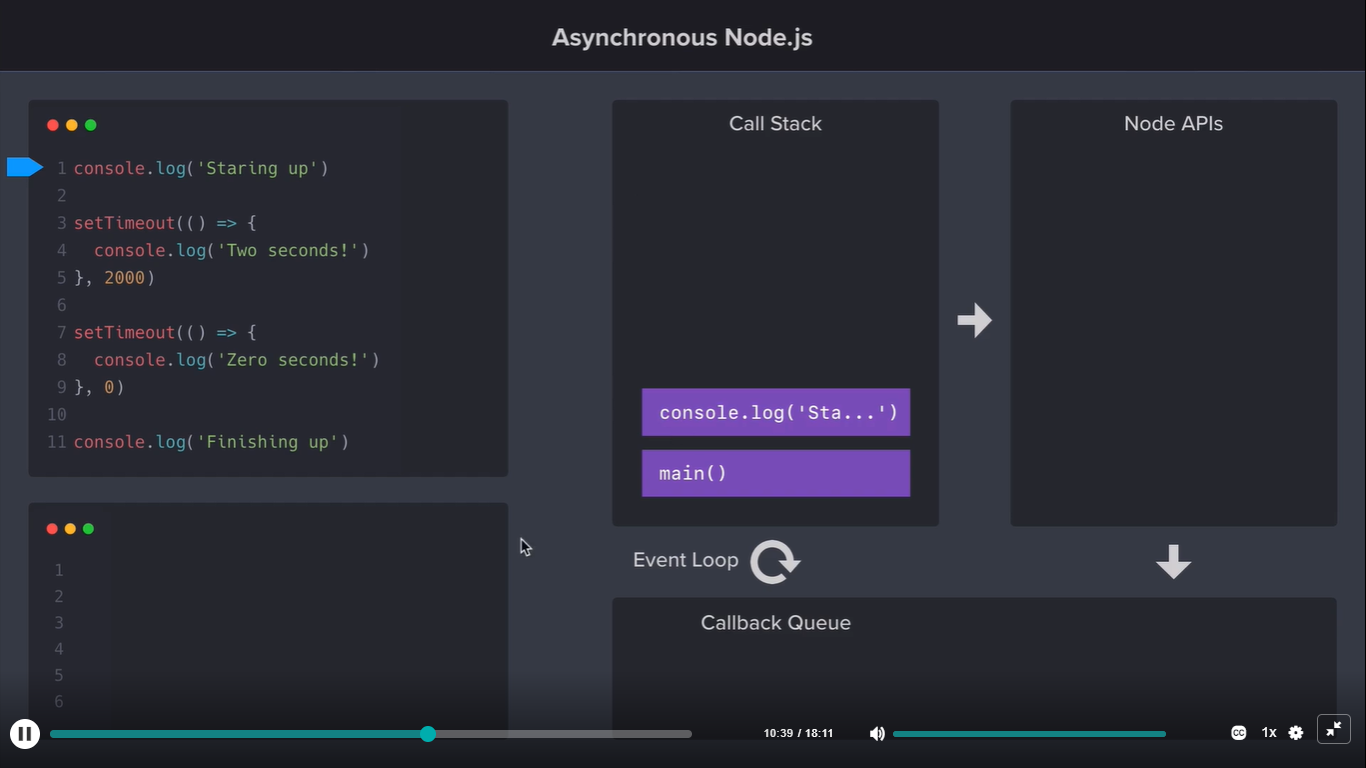 Asynchronous Node.js
1 console.log('Staring up')
2
3 setTimeout(() => {
4   console.log('Two seconds!')
5 }, 2000)
6
7 setTimeout(() => {
8   console.log('Zero seconds!')
9 }, 0)
10
11 console.log('Finishing up')
1
2
3
4
5
6
Call Stack
console.log('Sta...')
main()
Node APIs
Event Loop
Callback Queue
10:39 / 18:11
CC
1x